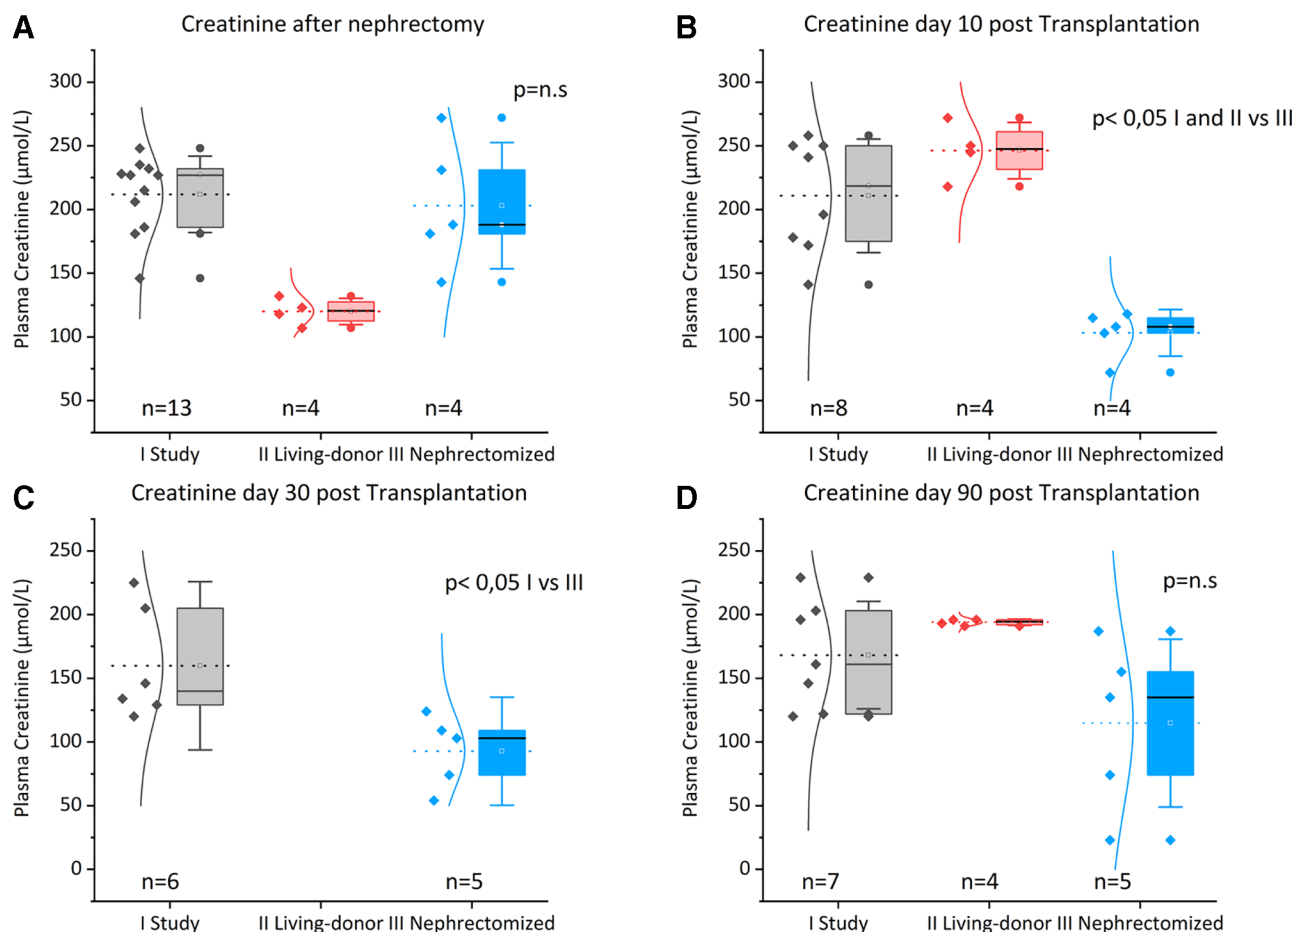 A
Creatinine after nephrectomy
Plasma Creatinine (µmol/L)
300
250
200
150
100
50
p=n.s
n=13
n=4
n=4
I Study
II Living-donor
III Nephrectomized
B
Creatinine day 10 post Transplantation
Plasma Creatinine (µmol/L)
300
250
200
150
100
50
p< 0,05 I and II vs III
n=8
n=4
n=4
I Study
II Living-donor
III Nephrectomized
C
Creatinine day 30 post Transplantation
Plasma Creatinine (µmol/L)
250
200
150
100
50
0
p< 0,05 I vs III
n=6
n=5
I Study
II Living-donor
III Nephrectomized
D
Creatinine day 90 post Transplantation
Plasma Creatinine (µmol/L)
250
200
150
100
50
0
p=n.s
n=7
n=4
n=5
I Study
II Living-donor
III Nephrectomized